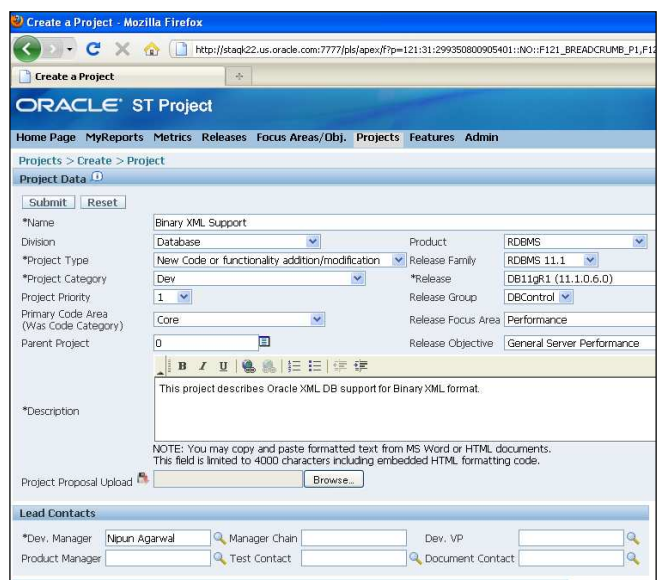 Create a Project - Mozilla Firefox
http://staqk22.us.oracle.com:7777/pls/apex/f?p=121:31:299350800905401::NO::F121_BREADCRUMB_P1,F12
Create a Project
ORACLE' ST Project
Home Page MyReports Metrics Releases Focus Areas/Obj. Projects Features Admin
Projects > Create > Project
Project Data
Submit Reset
*Name Binary XML Support
Division Database Product RDBMS
*Project Type New Code or functionality addition/modification Release Family RDBMS 11.1
*Project Category Dev *Release DB11gR1 (11.1.0.6.0)
Project Priority 1 Release Group DBControl
Primary Code Area
(Was Code Category) Core Release Focus Area Performance
Parent Project 0 Release Objective General Server Performance
B I U
This project describes Oracle XML DB support for Binary XML format.
*Description
NOTE: You may copy and paste formatted text from MS Word or HTML documents.
This field is limited to 4000 characters including embedded HTML formatting code.
Project Proposal Upload Browse...
Lead Contacts
*Dev. Manager Nipun Agarwal Manager Chain Dev. VP
Product Manager Test Contact Document Contact